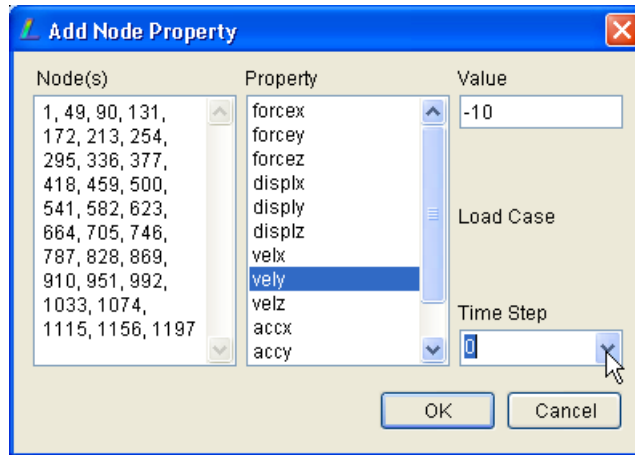 Add Node Property
Node(s)
1, 49, 90, 131,
172, 213, 254,
295, 336, 377,
418, 459, 500,
541, 582, 623,
664, 705, 746,
787, 828, 869,
910, 951, 992,
1033, 1074,
1115, 1156, 1197
Property
forcex
forcey
forcez
displx
disply
displz
velx
vely
velz
accx
accy
Value
-10
Load Case
Time Step
0
OK
Cancel